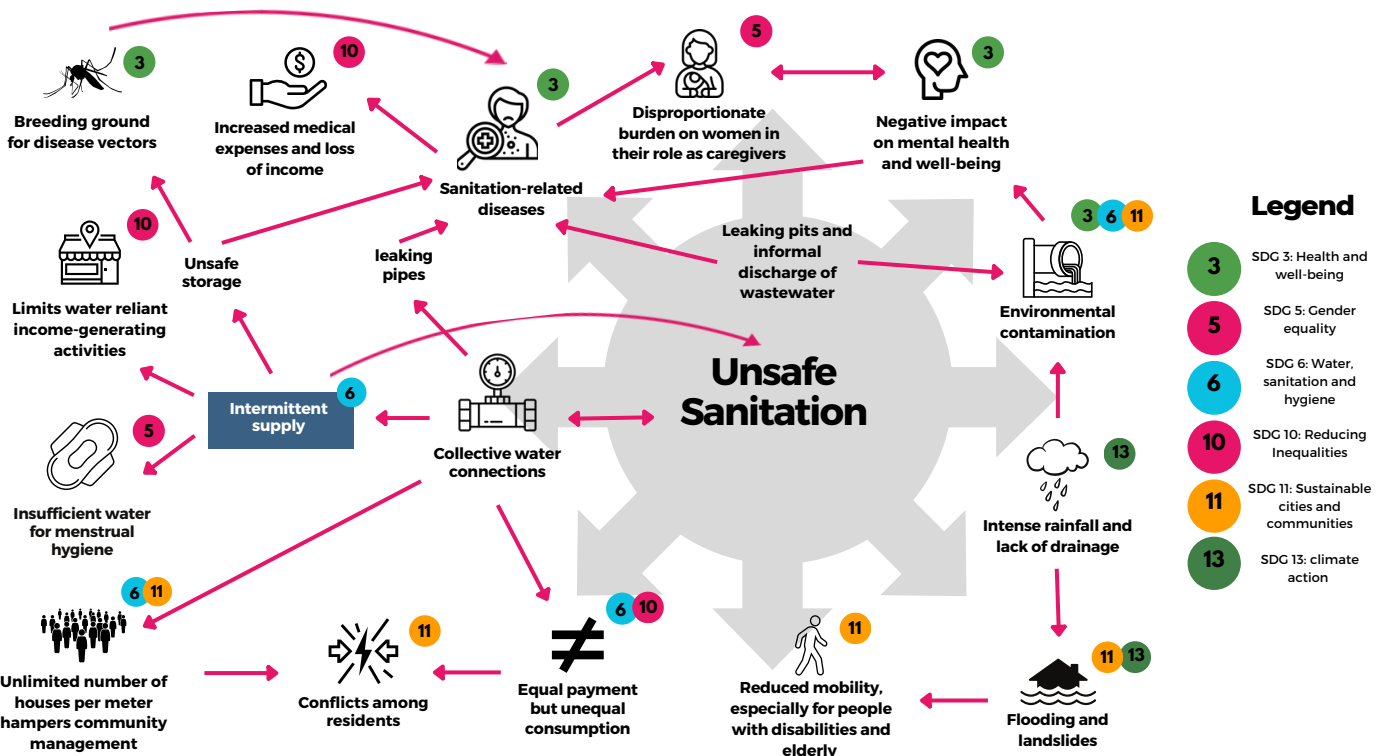 3
Breeding ground
for disease vectors
10
$
Increased medical
expenses and loss
of income
3
Sanitation-related
diseases
5
Disproportionate
burden on women in
their role as caregivers
3
Negative impact
on mental health
and well-being
10
Limits water reliant
income-generating
activities
Unsafe
storage
leaking
pipes
Leaking pits and
informal
discharge of
wastewater
3
6
11
Environmental
contamination
6
Intermittent
supply
Collective water
connections
Unsafe
Sanitation
5
Insufficient water
for menstrual
hygiene
13
Intense rainfall and
lack of drainage
6
11
Unlimited number of
houses per meter
hampers community
management
11
Conflicts among
residents
6
10
Equal payment
but unequal
consumption
11
Reduced mobility,
especially for people
with disabilities and
elderly
11
13
Flooding and
landslides
Legend
3
SDG 3: Health and
well-being
5
SDG 5: Gender
equality
6
SDG 6: Water,
sanitation and
hygiene
10
SDG 10: Reducing
Inequalities
11
SDG 11: Sustainable
cities and
communities
13
SDG 13: climate
action